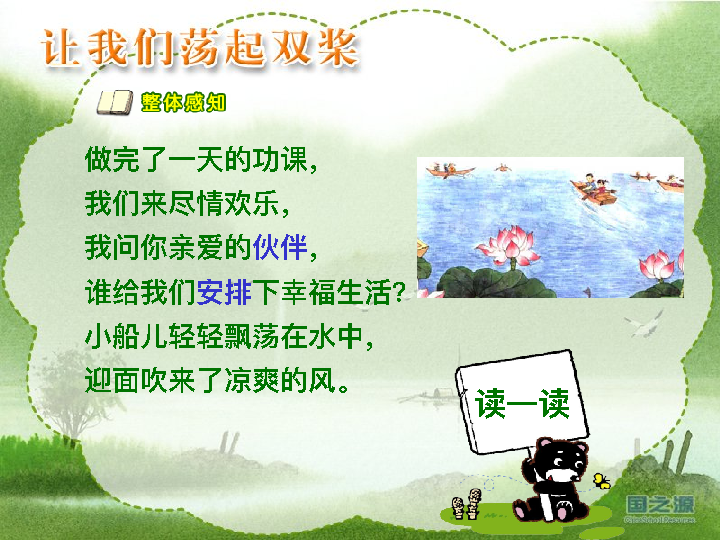 让我们荡起双桨
整体感知
做完了一天的功课,
我们来尽情欢乐,
我问你亲爱的伙伴,
谁给我们安排下幸福生活?
小船儿轻轻飘荡在水中,
迎面吹来了凉爽的风。
读一读
国之源